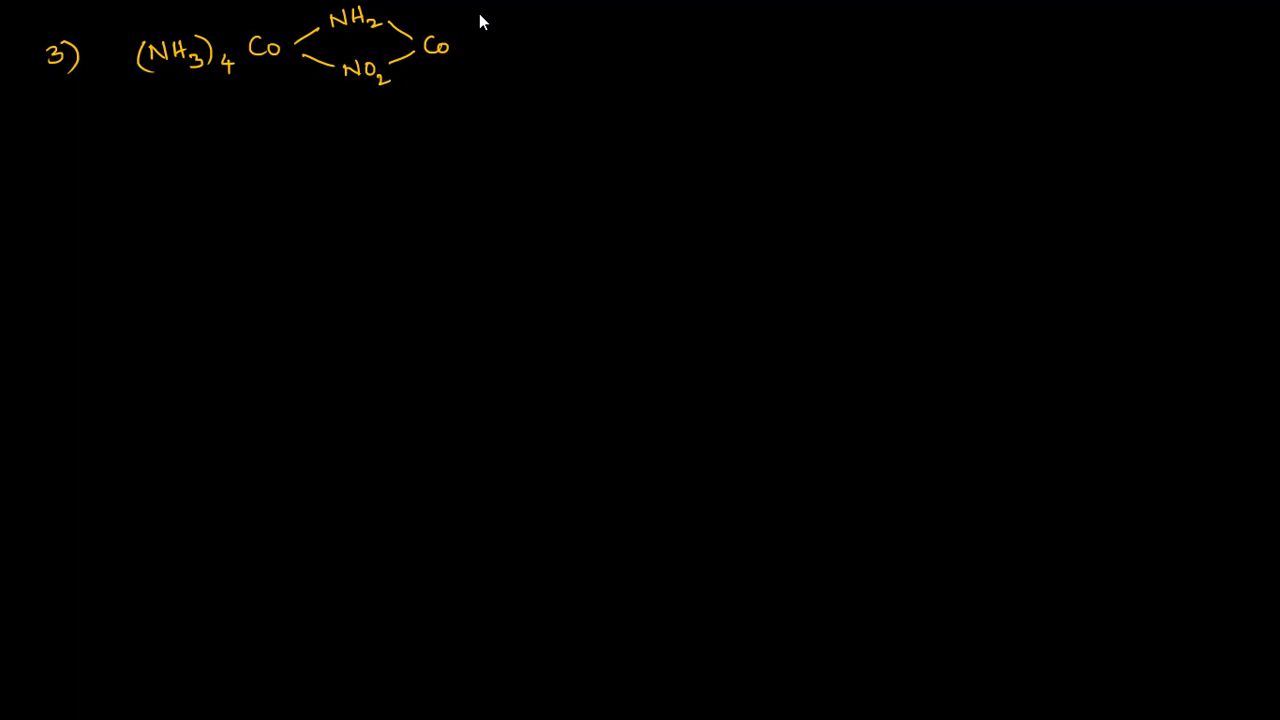 3) (NH₃)₄ Co NH₂ Co
NO₂